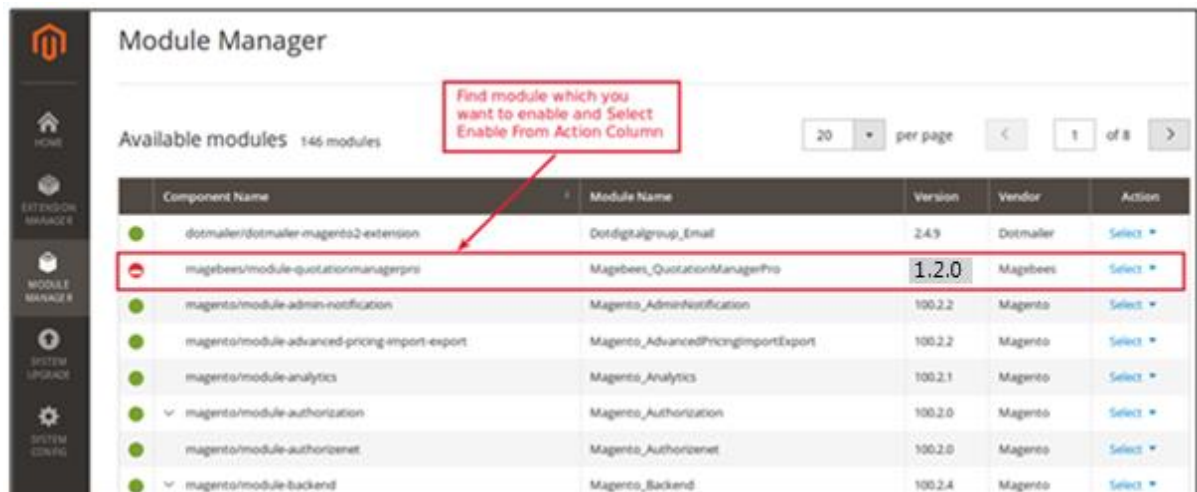 Module Manager
Find module which you
want to enable and Select
Enable From Action Column
Available modules 146 modules
20 per page 1 of 8
HOME
EXTENSION
MANAGER
MODULE
MANAGER
SYSTEM
UPGRADE
SYSTEM
CONFIG
Component Name Module Name Version Vendor Action
dotmailer/dotmailer-magento2-extension Dotdigitalgroup_Email 2.4.9 Dotmailer Select
magebees/module-quotationmanagerpro Magebees_QuotationManagerPro 1.2.0 Magebees Select
magento/module-admin-notification Magento_AdminNotification 100.2.2 Magento Select
magento/module-advanced-pricing-import-export Magento_AdvancedPricingImportExport 100.2.2 Magento Select
magento/module-analytics Magento_Analytics 100.2.1 Magento Select
magento/module-authorization Magento_Authorization 100.2.0 Magento Select
magento/module-authorizenet Magento_Authorizenet 100.2.0 Magento Select
magento/module-backend Magento_Backend 100.2.4 Magento Select